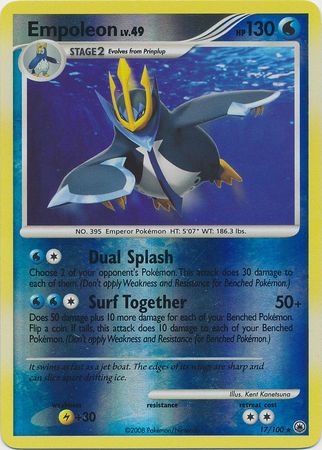 Empoleon LV.49 HP 130
STAGE2 Evolves from Prinplup
NO. 395 Emperor Pokémon HT: 5'07" WT: 186.3 lbs.
Dual Splash
Choose 2 of your opponent's Pokémon. This attack does 30 damage to
each of them. (Don't apply Weakness and Resistance for Benched Pokémon.)
Surf Together 50+
Does 50 damage plus 10 more damage for each of your Benched Pokémon.
Flip a coin. If tails, this attack does 10 damage to each of your Benched
Pokémon. (Don't apply Weakness and Resistance for Benched Pokémon.)
It swims as fast as a jet boat. The edges of its wings are sharp and
can slice apart drifting ice.
Illus. Kent Kanetsuna
weakness resistance retreat cost
+30
©2008 Pokémon/Nintendo 17/100